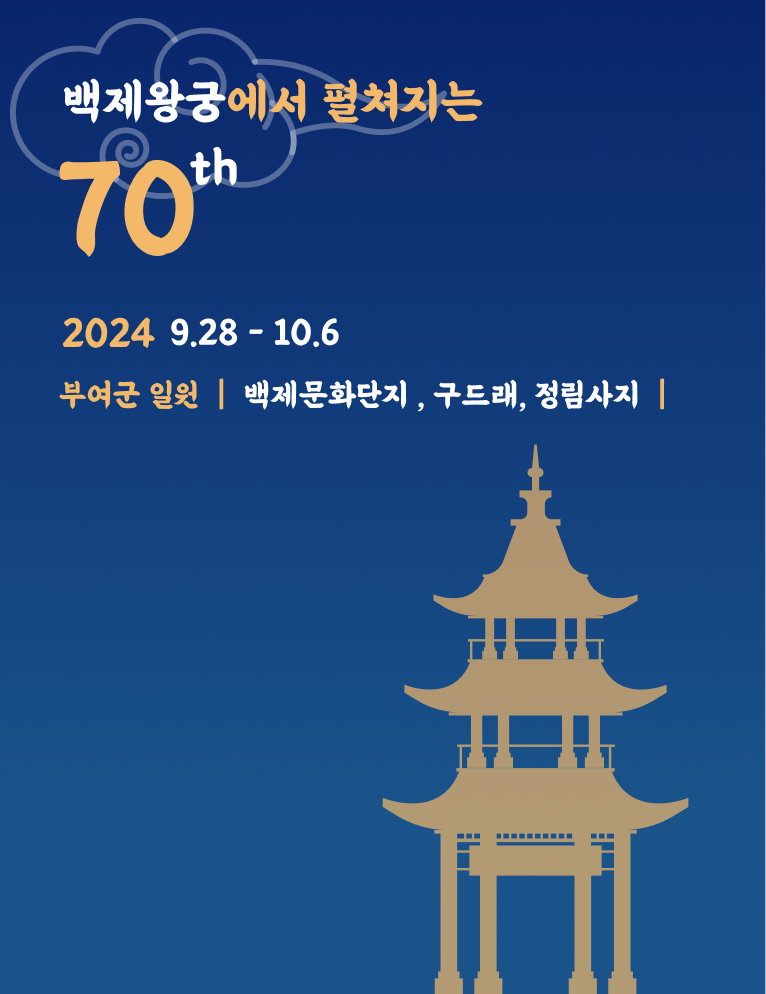 백제왕궁에서 펼쳐지는
70th
2024 9.28 - 10.6
부여군 일원 | 백제문화단지 , 구드래, 정림사지 |